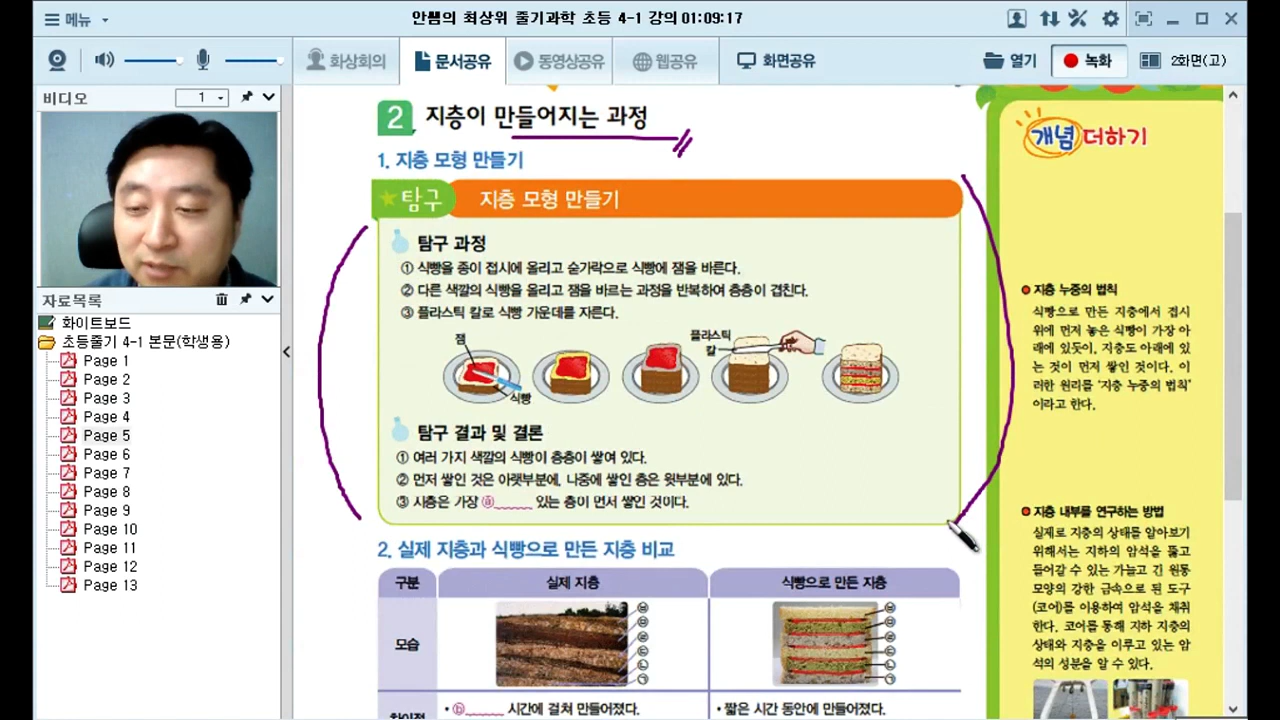 메뉴
안쌤의 최상위 줄기과학 초등 4-1 강의 01:09:17
화상회의
문서공유
동영상공유
웹공유
화면공유
열기
녹화
2화면(고)
비디오
1
자료목록
화이트보드
초등줄기 4-1 본문(학생용)
Page 1
Page 2
Page 3
Page 4
Page 5
Page 6
Page 7
Page 8
Page 9
Page 10
Page 11
Page 12
Page 13
2 지층이 만들어지는 과정
1. 지층 모형 만들기
탐구 지층 모형 만들기
탐구 과정
① 식빵을 종이 접시에 올리고 숟가락으로 식빵에 잼을 바른다.
② 다른 색깔의 식빵을 올리고 잼을 바르는 과정을 반복하여 층층이 겹친다.
③ 플라스틱 칼로 식빵 가운데를 자른다.
잼
식빵
플라스틱
칼
탐구 결과 및 결론
① 여러 가지 색깔의 식빵이 층층이 쌓여 있다.
② 먼저 쌓인 것은 아랫부분에, 나중에 쌓인 층은 윗부분에 있다.
③ 지층은 가장 ⓐ______ 있는 층이 먼저 쌓인 것이다.
2. 실제 지층과 식빵으로 만든 지층 비교
구분
실제 지층
식빵으로 만든 지층
모습
㉥
㉤
㉣
㉢
㉡
㉠
㉥
㉤
㉣
㉢
㉡
㉠
차이점
• ⓑ______ 시간에 걸쳐 만들어졌다.
• 짧은 시간 동안에 만들어졌다.
개념 더하기
지층 누중의 법칙
식빵으로 만든 지층에서 접시
위에 먼저 놓은 식빵이 가장 아
래에 있듯이, 지층도 아래에 있
는 것이 먼저 쌓인 것이다. 이
러한 원리를 '지층 누중의 법칙'
이라고 한다.
지층 내부를 연구하는 방법
실제로 지층의 상태를 알아보기
위해서는 지하의 암석을 뚫고
들어갈 수 있는 가늘고 긴 원통
모양의 강한 금속으로 된 도구
(코어)를 이용하여 암석을 채취
한다. 코어를 통해 지하 지층의
상태와 지층을 이루고 있는 암
석의 성분을 알 수 있다.